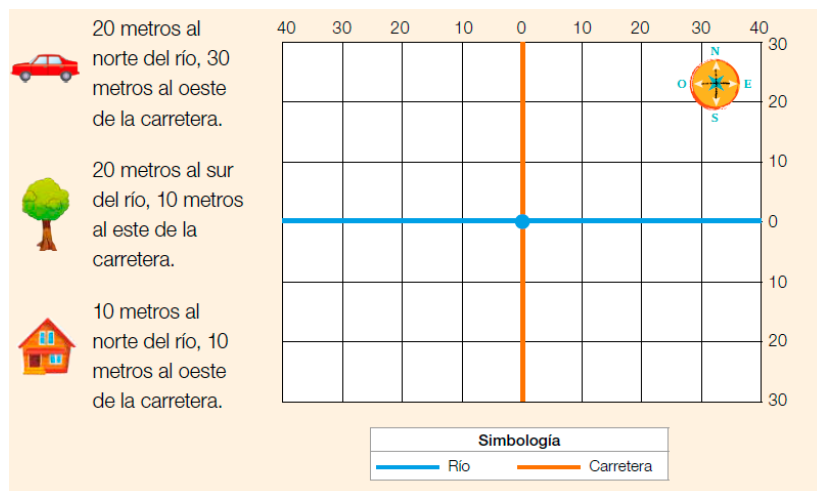 20 metros al
norte del río, 30
metros al oeste
de la carretera.
20 metros al sur
del río, 10 metros
al este de la
carretera.
10 metros al
norte del río, 10
metros al oeste
de la carretera.
40 30 20 10 0 10 20 30 40
30
N
O E
S
20
10
0
10
20
30
Simbología
Río Carretera